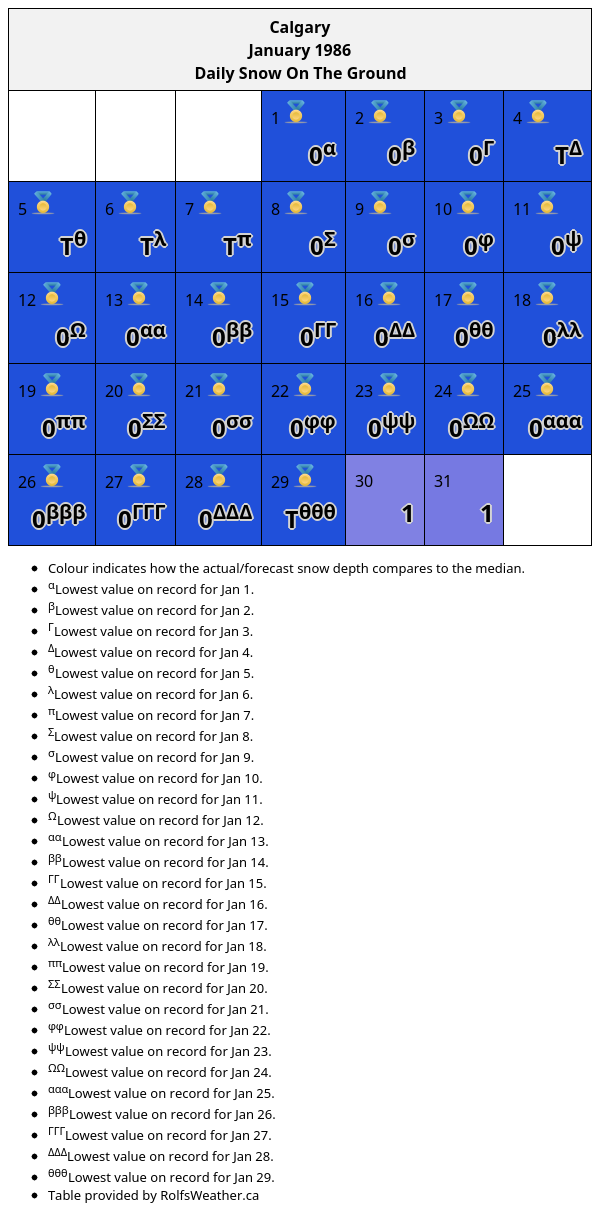 Calgary
January 1986
Daily Snow On The Ground
1 2 3 4
0α 0β 0Γ TΔ
5 6 7 8 9 10 11
Tθ Tλ Tπ 0Σ 0σ 0φ 0ψ
12 13 14 15 16 17 18
0Ω 0αα 0ββ 0ΓΓ 0ΔΔ 0θθ 0λλ
19 20 21 22 23 24 25
0ππ 0ΣΣ 0σσ 0φφ 0ψψ 0ΩΩ 0ααα
26 27 28 29 30 31
0βββ 0ΓΓΓ 0ΔΔΔ Tθθθ 1 1
• Colour indicates how the actual/forecast snow depth compares to the median.
• αLowest value on record for Jan 1.
• βLowest value on record for Jan 2.
• ΓLowest value on record for Jan 3.
• ΔLowest value on record for Jan 4.
• θLowest value on record for Jan 5.
• λLowest value on record for Jan 6.
• πLowest value on record for Jan 7.
• ΣLowest value on record for Jan 8.
• σLowest value on record for Jan 9.
• φLowest value on record for Jan 10.
• ψLowest value on record for Jan 11.
• ΩLowest value on record for Jan 12.
• ααLowest value on record for Jan 13.
• ββLowest value on record for Jan 14.
• ΓΓLowest value on record for Jan 15.
• ΔΔLowest value on record for Jan 16.
• θθLowest value on record for Jan 17.
• λλLowest value on record for Jan 18.
• ππLowest value on record for Jan 19.
• ΣΣLowest value on record for Jan 20.
• σσLowest value on record for Jan 21.
• φφLowest value on record for Jan 22.
• ψψLowest value on record for Jan 23.
• ΩΩLowest value on record for Jan 24.
• αααLowest value on record for Jan 25.
• βββLowest value on record for Jan 26.
• ΓΓΓLowest value on record for Jan 27.
• ΔΔΔLowest value on record for Jan 28.
• θθθLowest value on record for Jan 29.
• Table provided by RolfsWeather.ca